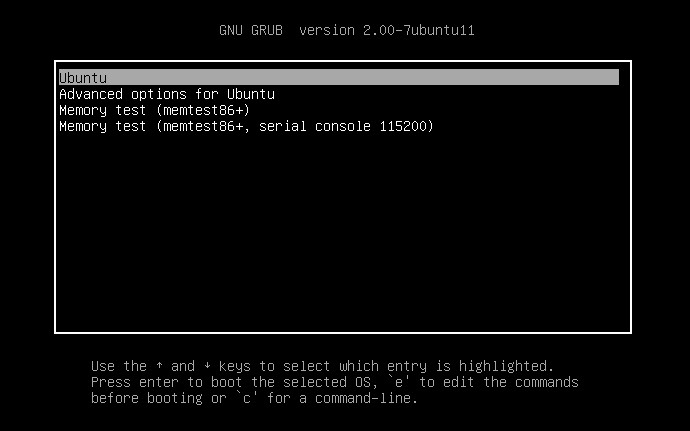 GNU GRUB  version 2.00-7ubuntu11
Ubuntu
Advanced options for Ubuntu
Memory test (memtest86+)
Memory test (memtest86+, serial console 115200)
Use the ↑ and ↓ keys to select which entry is highlighted.
Press enter to boot the selected OS, `e' to edit the commands
before booting or `c' for a command-line.